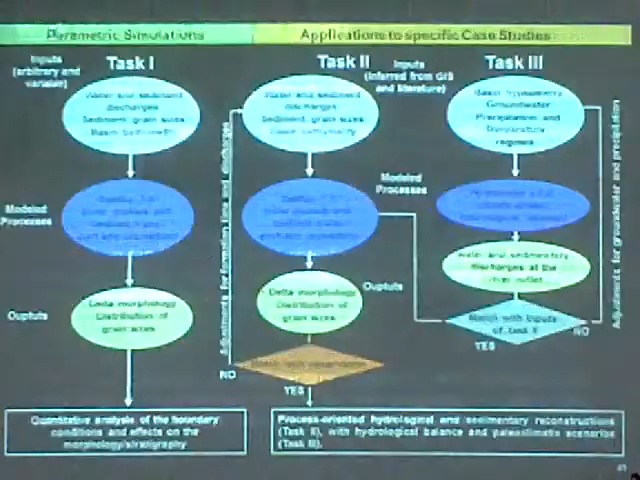 Parametric Simulations
Applications to specific Case Studies
Inputs
(arbitrary and
variable)
Task I
Water and sediment
discharges
Sediment grain sizes
Basin bathymetry
Modeled
Processes
Ouptuts
Delta morphology
Distribution of
grain sizes
Quantitative analysis of the boundary
conditions and effects on the
morphology/stratigraphy
Task II
Inputs
(inferred from GIS
and literature)
Water and sediment
discharges
Sediment grain sizes
Adjustments for formation time and discharges
Ouptuts
Delta morphology
Distribution of
grain sizes
NO
YES
Process-oriented hydrological and sedimentary reconstructions
(Task II), with hydrological balance and paleoclimatic scenarios
(Task III).
Task III
Basin hypsometry
Groundwater
Precipitation and
temperature
regimes
Modeled
Processes
Water and sedimentary
discharges at the
river outlet
Match with inputs
of Task II
YES
NO
Adjustments for groundwater and precipitation